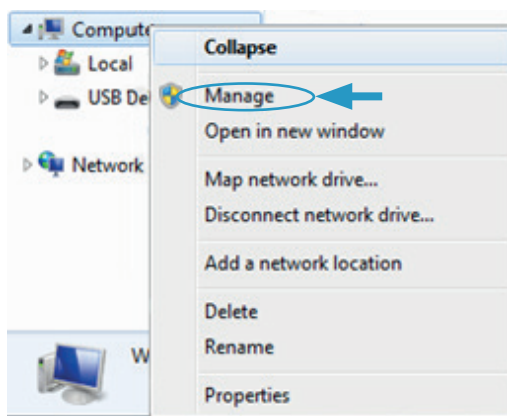 Compute
Local
USB De
Network
W
Collapse
Manage
Open in new window
Map network drive...
Disconnect network drive...
Add a network location
Delete
Rename
Properties